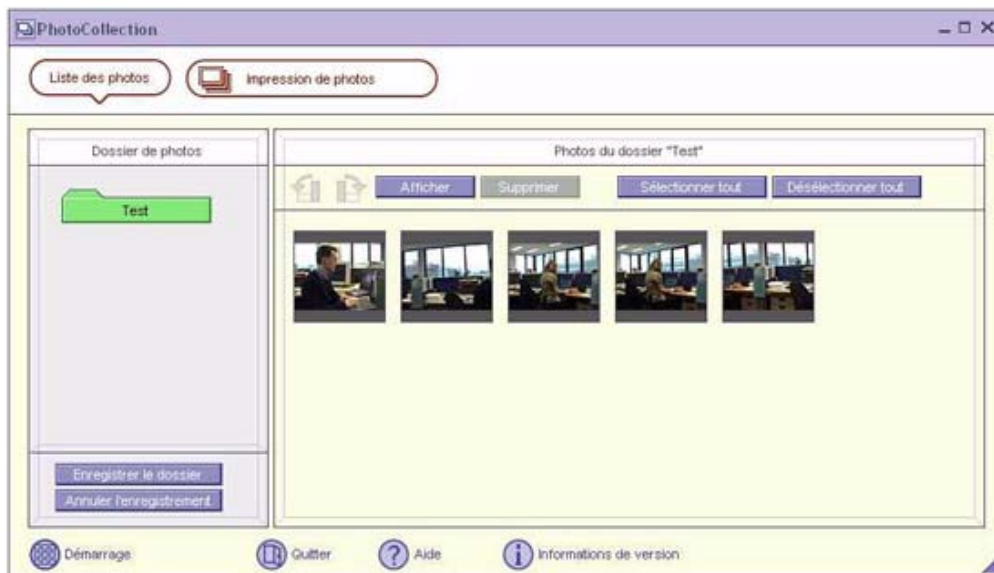 PhotoCollection
Liste des photos
Impression de photos
Dossier de photos
Photos du dossier "Test"
Afficher
Supprimer
Sélectionner tout
Désélectionner tout
Test
Enregistrer le dossier
Annuler l'enregistrement
Démarrage
Quitter
Aide
Informations de version